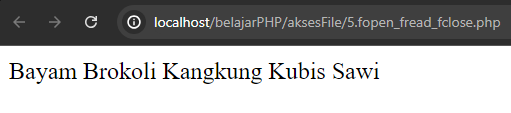 localhost/belajarPHP/aksesFile/5.fopen_fread_fclose.php
Bayam Brokoli Kangkung Kubis Sawi